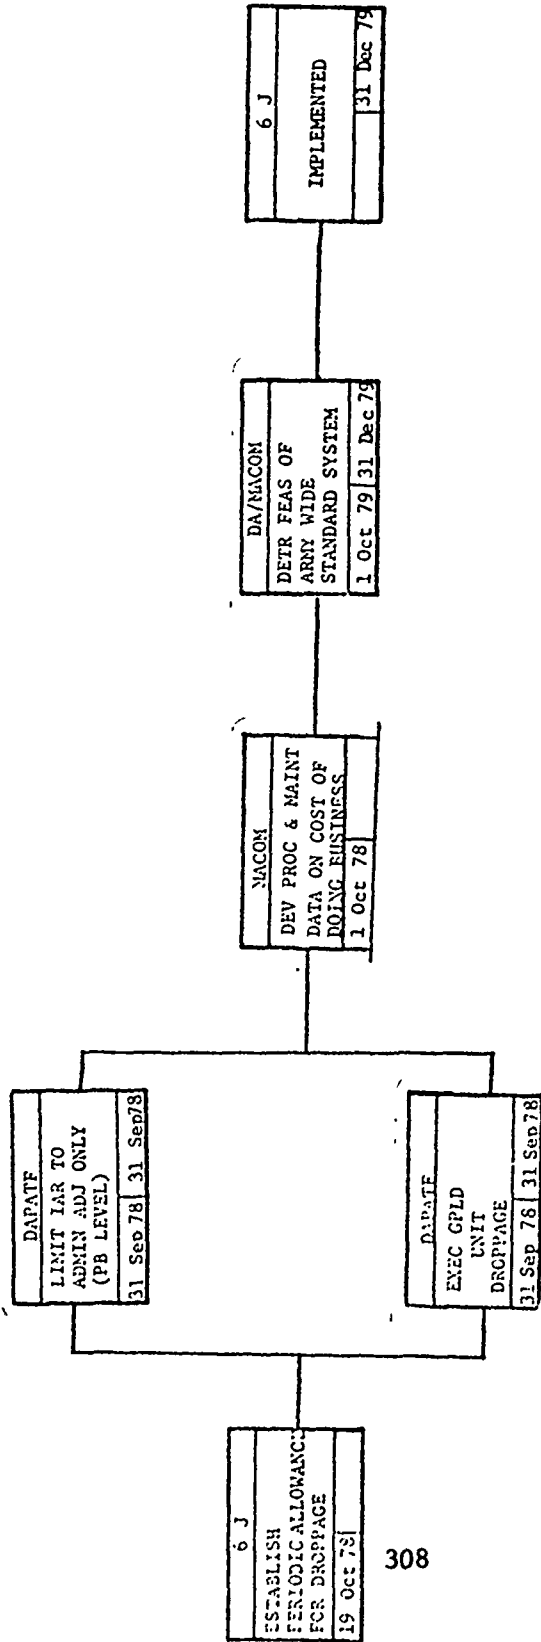 6 J
ESTABLISH
PERIODIC ALLOWANCE
FOR DROPPAGE
19 Oct 78
DAPATF
LIMIT IAR TO
ADMIN ADJ ONLY
(PB LEVEL)
31 Sep 78 31 Sep78
DAPATF
EXEC GPLD
UNIT
DROPPAGE
31 Sep 78 31 Sep78
MACOM
DEV PROC & MAINT
DATA ON COST OF
DOING BUSINESS
1 Oct 78
DA/MACOM
DETR FEAS OF
ARMY WIDE
STANDARD SYSTEM
1 Oct 79 31 Dec 79
6 J
IMPLEMENTED
31 Dec 79
308